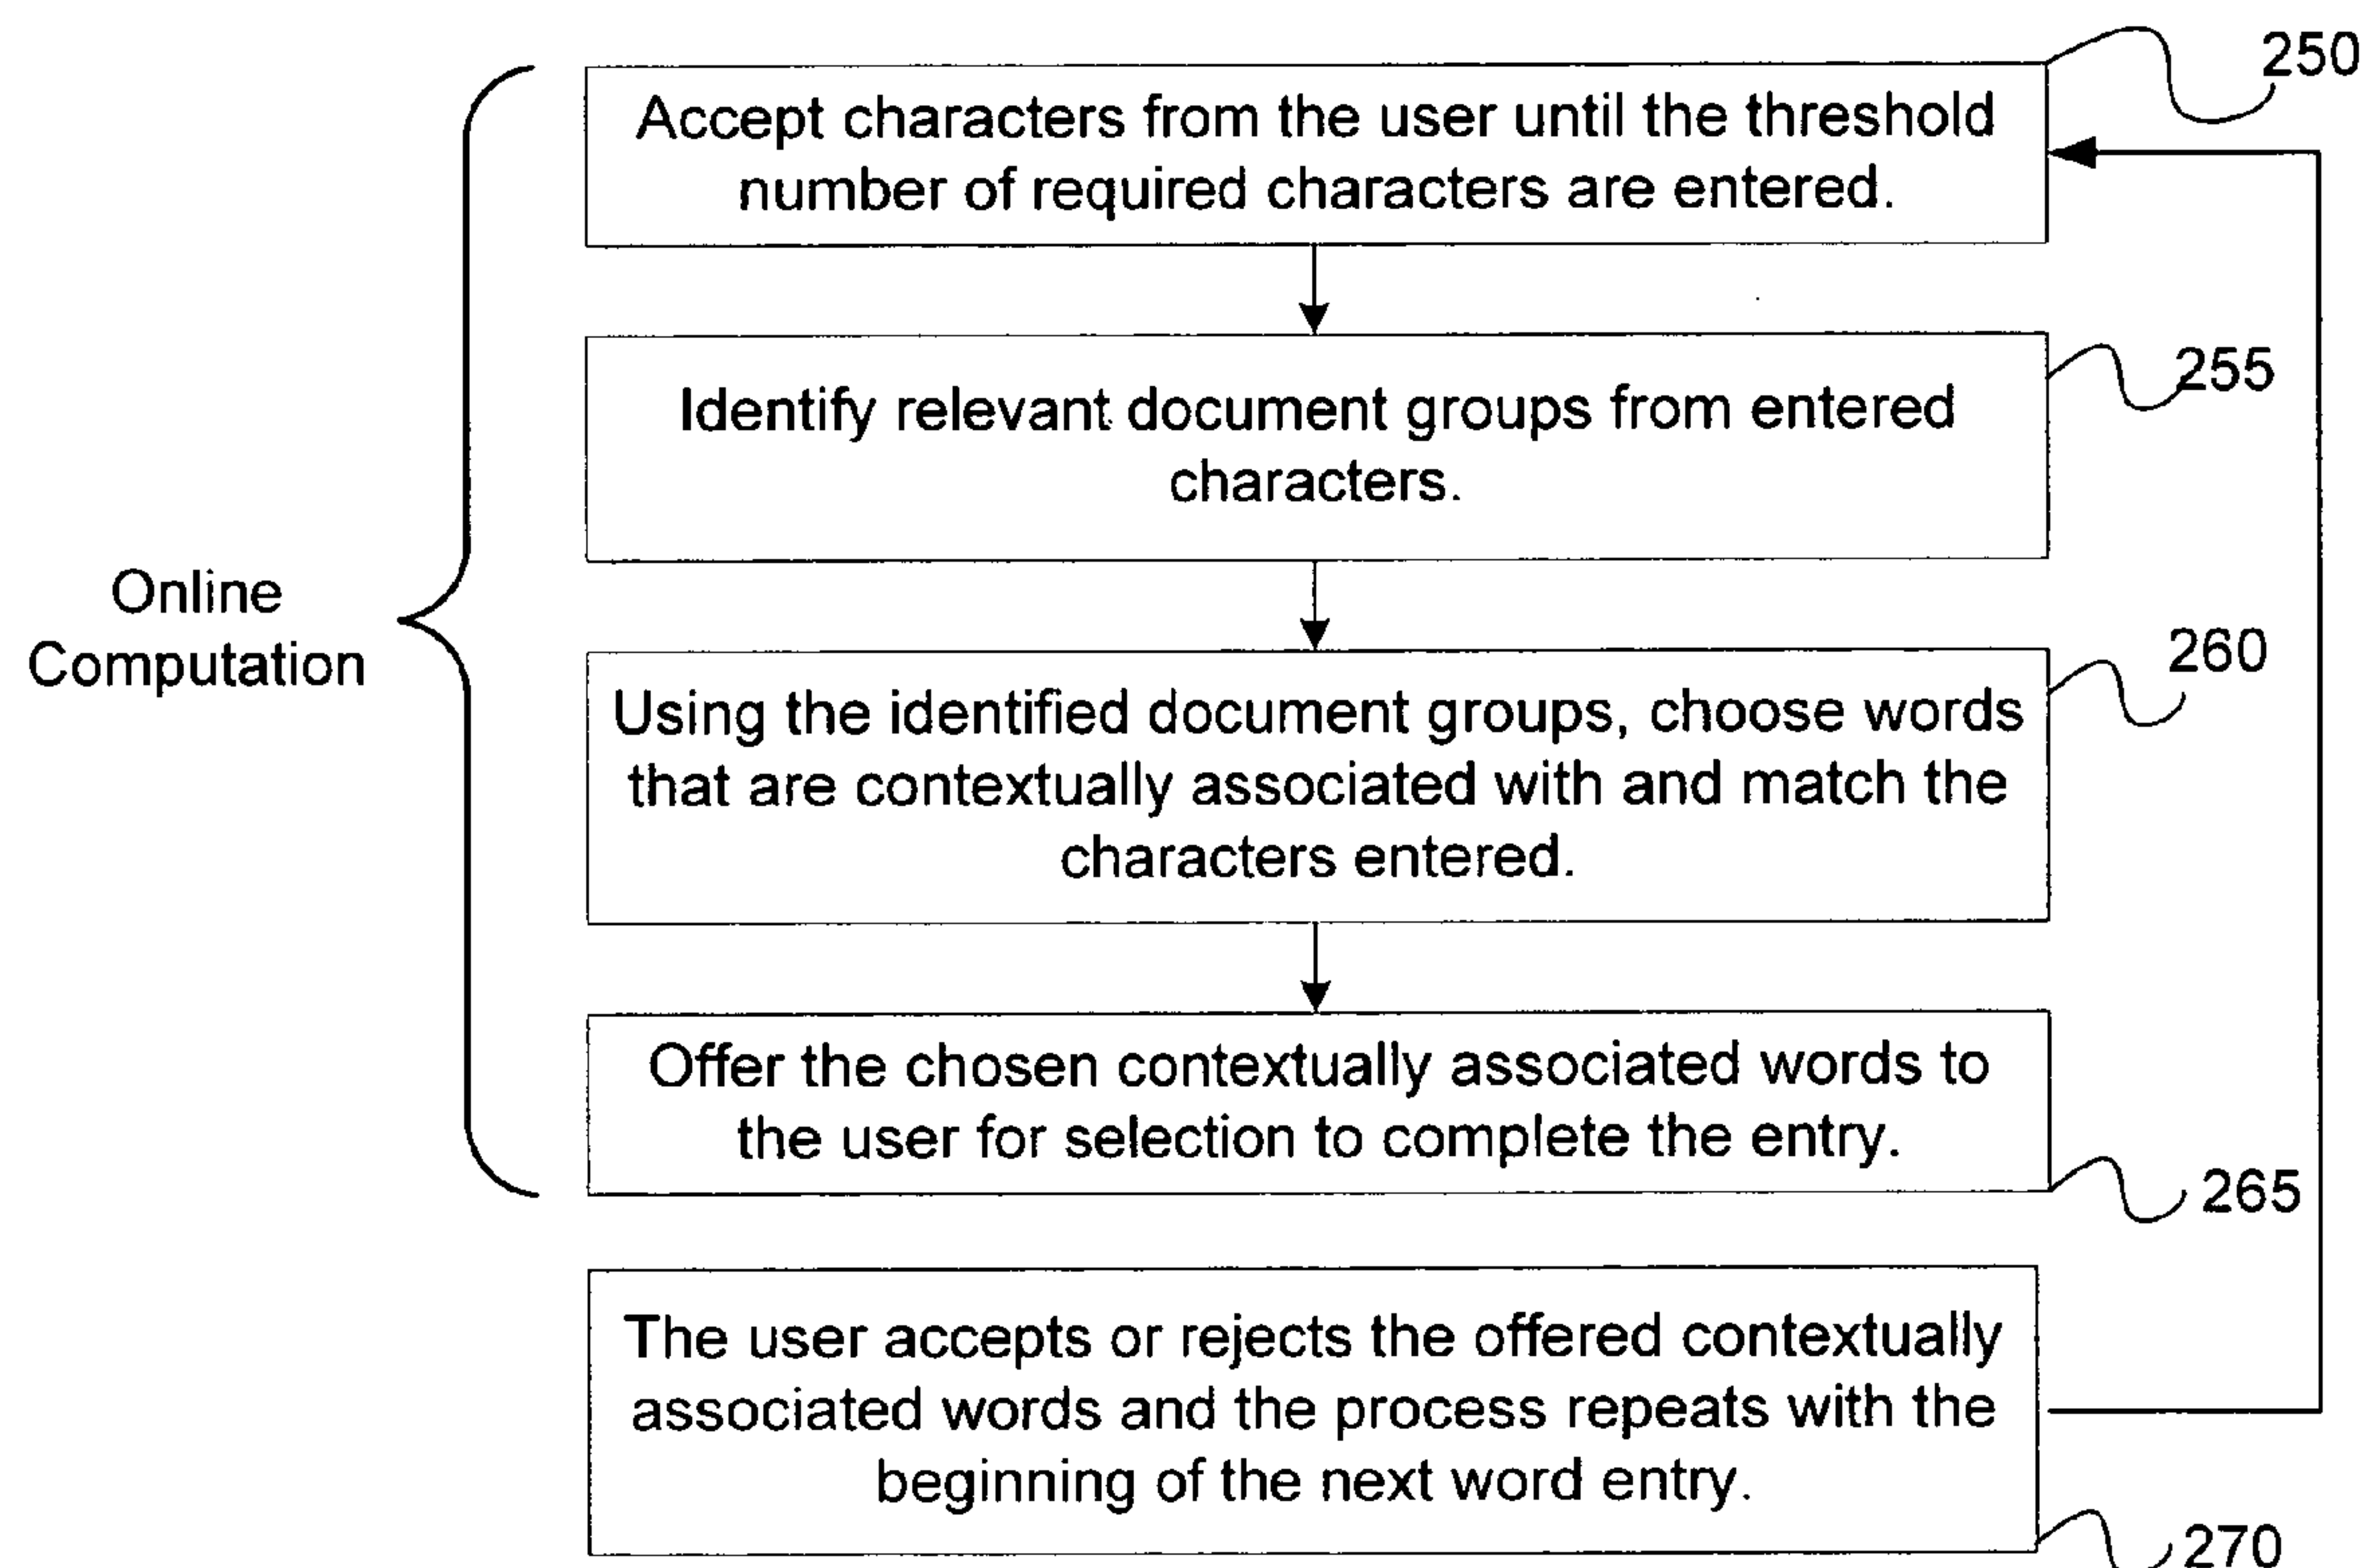 250
Accept characters from the user until the threshold
number of required characters are entered.
255
Identify relevant document groups from entered
characters.
Online
Computation
260
Using the identified document groups, choose words
that are contextually associated with and match the
characters entered.
Offer the chosen contextually associated words to
the user for selection to complete the entry.
265
The user accepts or rejects the offered contextually
associated words and the process repeats with the
beginning of the next word entry.
270